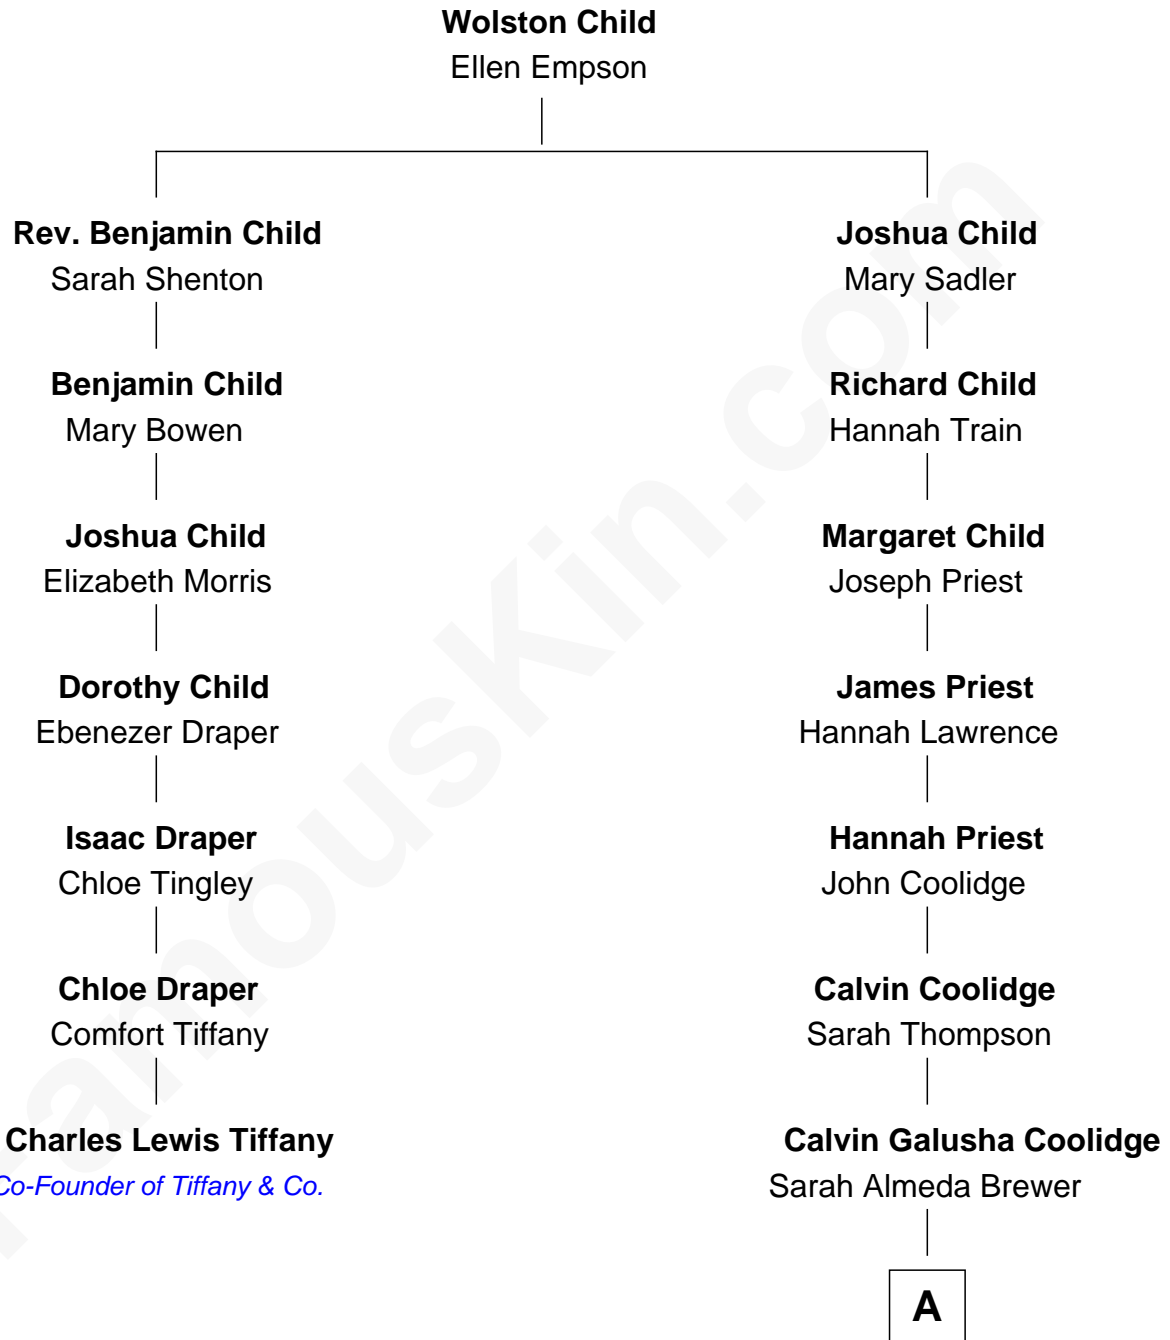 Wolston Child
Ellen Empson
Rev. Benjamin Child
Sarah Shenton
Joshua Child
Mary Sadler
Benjamin Child
Mary Bowen
Richard Child
Hannah Train
Joshua Child
Elizabeth Morris
Margaret Child
Joseph Priest
Dorothy Child
Ebenezer Draper
James Priest
Hannah Lawrence
Isaac Draper
Chloe Tingley
Hannah Priest
John Coolidge
Chloe Draper
Comfort Tiffany
Calvin Coolidge
Sarah Thompson
Charles Lewis Tiffany
Co-Founder of Tiffany & Co.
Calvin Galusha Coolidge
Sarah Almeda Brewer
A
FamousKin.com